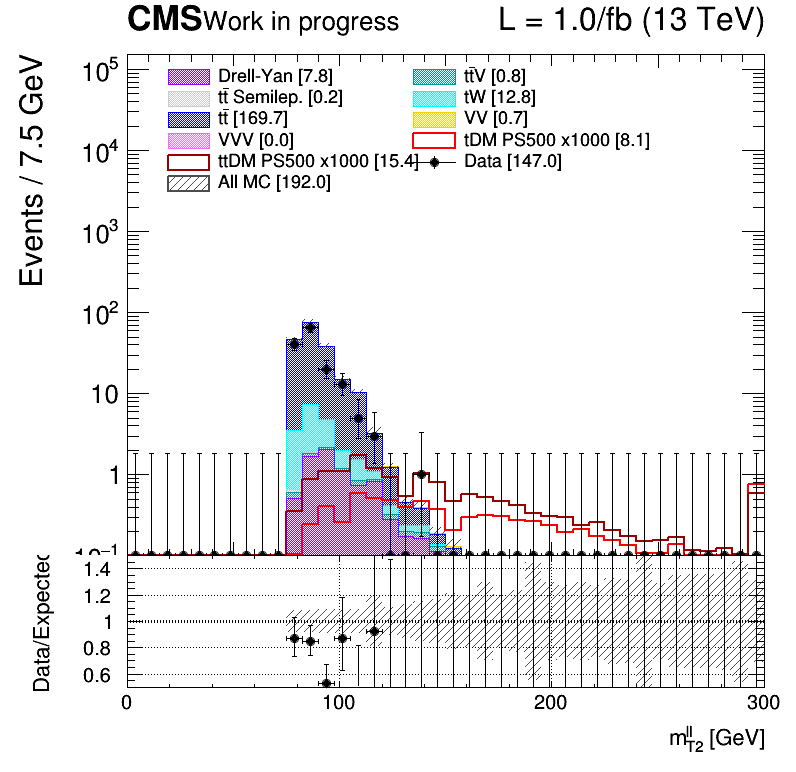 CMS Work in progress L = 1.0/fb (13 TeV)
Events / 7.5 GeV
10⁵
10⁴
10³
10²
10
1
10⁻¹
Drell-Yan [7.8]
tt̄V [0.8]
tt̄ Semilep. [0.2]
tW [12.8]
tt̄ [169.7]
VV [0.7]
VVV [0.0]
tDM PS500 x1000 [8.1]
ttDM PS500 x1000 [15.4]
Data [147.0]
All MC [192.0]
Data/Expected
1.4
1.2
1
0.8
0.6
0 100 200 300
m_T2^ll [GeV]